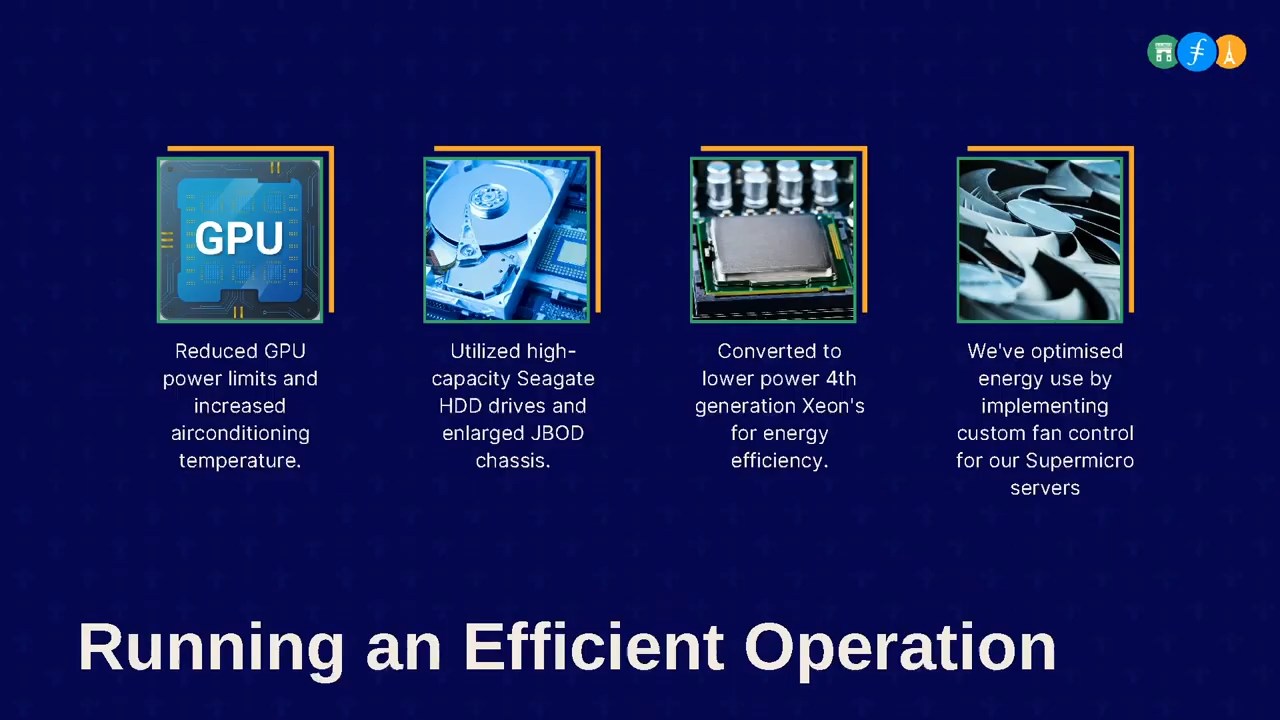 GPU
Reduced GPU
power limits and
increased
airconditioning
temperature.
Utilized high-
capacity Seagate
HDD drives and
enlarged JBOD
chassis.
Converted to
lower power 4th
generation Xeon's
for energy
efficiency.
We've optimised
energy use by
implementing
custom fan control
for our Supermicro
servers
Running an Efficient Operation